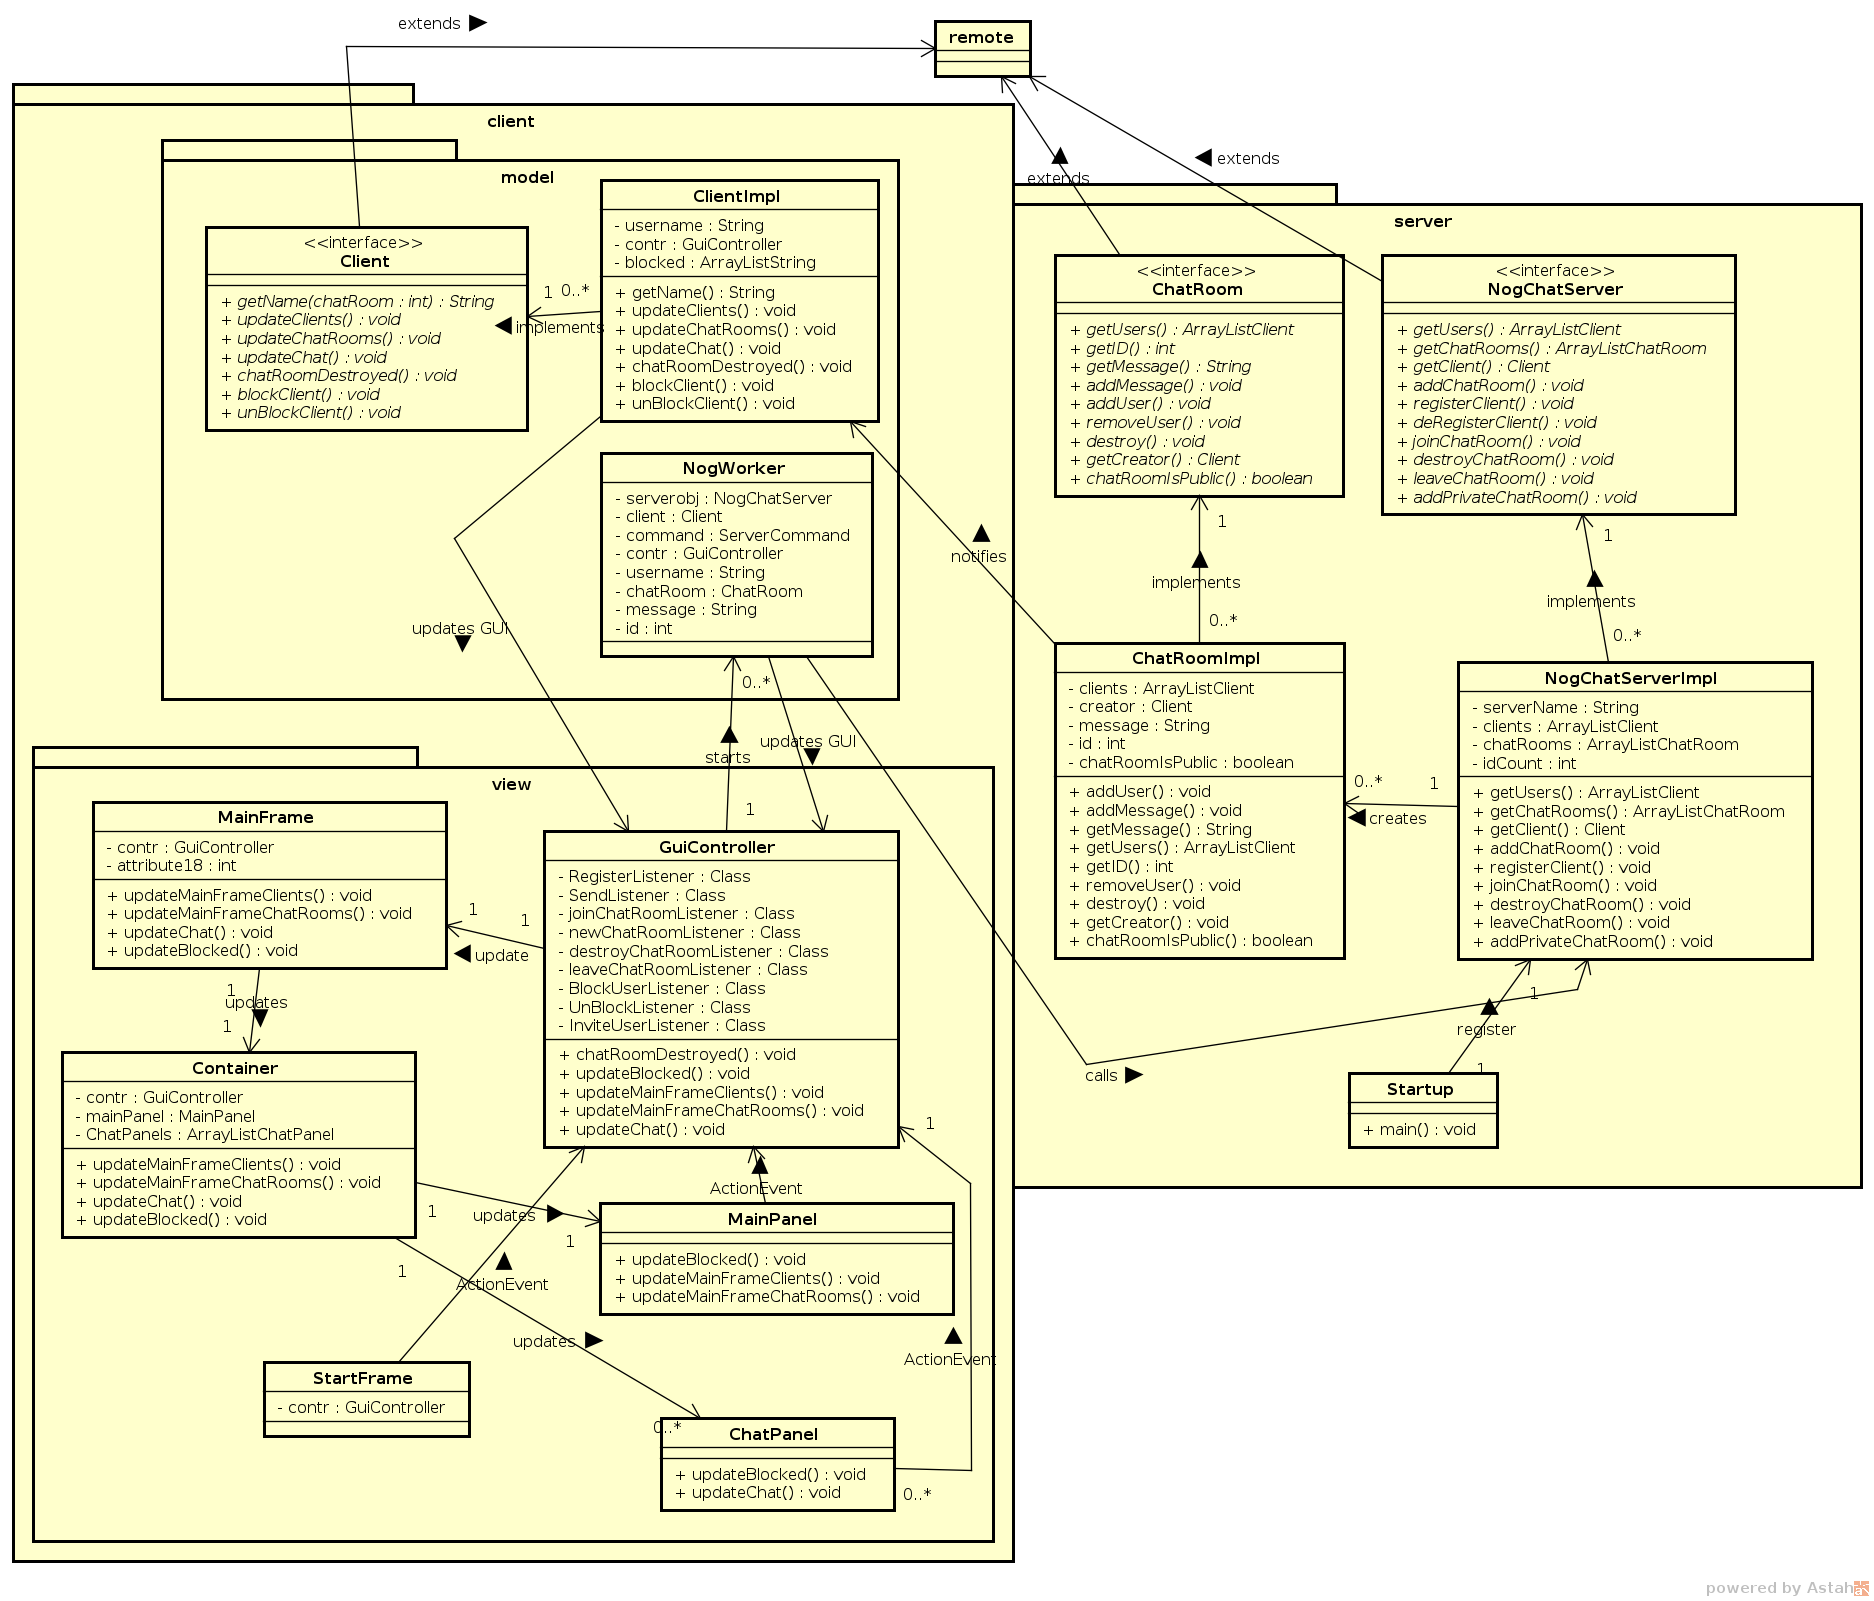 extends
remote
client
model
<<interface>>
Client
+ getName(chatRoom : int) : String
+ updateClients() : void
+ updateChatRooms() : void
+ updateChat() : void
+ chatRoomDestroyed() : void
+ blockClient() : void
+ unBlockClient() : void
1
0..*
implements
ClientImpl
- username : String
- contr : GuiController
- blocked : ArrayListString
+ getName() : String
+ updateClients() : void
+ updateChatRooms() : void
+ updateChat() : void
+ chatRoomDestroyed() : void
+ blockClient() : void
+ unBlockClient() : void
NogWorker
- serverobj : NogChatServer
- client : Client
- command : ServerCommand
- contr : GuiController
- username : String
- chatRoom : ChatRoom
- message : String
- id : int
updates GUI
0..*
starts
updates GUI
1
notifies
extends
extends
server
<<interface>>
ChatRoom
+ getUsers() : ArrayListClient
+ getID() : int
+ getMessage() : String
+ addMessage() : void
+ addUser() : void
+ removeUser() : void
+ destroy() : void
+ getCreator() : Client
+ chatRoomIsPublic() : boolean
<<interface>>
NogChatServer
+ getUsers() : ArrayListClient
+ getChatRooms() : ArrayListChatRoom
+ getClient() : Client
+ addChatRoom() : void
+ registerClient() : void
+ deRegisterClient() : void
+ joinChatRoom() : void
+ destroyChatRoom() : void
+ leaveChatRoom() : void
+ addPrivateChatRoom() : void
1
implements
0..*
1
implements
0..*
ChatRoomImpl
- clients : ArrayListClient
- creator : Client
- message : String
- id : int
- chatRoomIsPublic : boolean
+ addUser() : void
+ addMessage() : void
+ getMessage() : String
+ getUsers() : ArrayListClient
+ getID() : int
+ removeUser() : void
+ destroy() : void
+ getCreator() : void
+ chatRoomIsPublic() : boolean
0..*
1
creates
NogChatServerImpl
- serverName : String
- clients : ArrayListClient
- chatRooms : ArrayListChatRoom
- idCount : int
+ getUsers() : ArrayListClient
+ getChatRooms() : ArrayListChatRoom
+ getClient() : Client
+ addChatRoom() : void
+ registerClient() : void
+ joinChatRoom() : void
+ destroyChatRoom() : void
+ leaveChatRoom() : void
+ addPrivateChatRoom() : void
1
register
1
calls
Startup
+ main() : void
view
MainFrame
- contr : GuiController
- attribute18 : int
+ updateMainFrameClients() : void
+ updateMainFrameChatRooms() : void
+ updateChat() : void
+ updateBlocked() : void
1
1
update
GuiController
- RegisterListener : Class
- SendListener : Class
- joinChatRoomListener : Class
- newChatRoomListener : Class
- destroyChatRoomListener : Class
- leaveChatRoomListener : Class
- BlockUserListener : Class
- UnBlockListener : Class
- InviteUserListener : Class
+ chatRoomDestroyed() : void
+ updateBlocked() : void
+ updateMainFrameClients() : void
+ updateMainFrameChatRooms() : void
+ updateChat() : void
1
updates
1
Container
- contr : GuiController
- mainPanel : MainPanel
- ChatPanels : ArrayListChatPanel
+ updateMainFrameClients() : void
+ updateMainFrameChatRooms() : void
+ updateChat() : void
+ updateBlocked() : void
1
updates
1
ActionEvent
1
MainPanel
+ updateBlocked() : void
+ updateMainFrameClients() : void
+ updateMainFrameChatRooms() : void
1
ActionEvent
updates
ActionEvent
StartFrame
- contr : GuiController
0..*
ChatPanel
+ updateBlocked() : void
+ updateChat() : void
0..*
powered by Astah